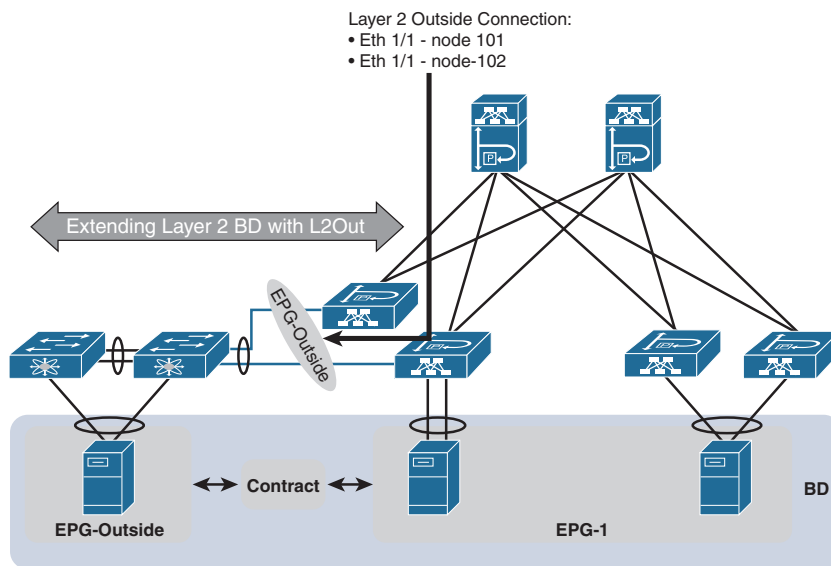 Layer 2 Outside Connection:
• Eth 1/1 - node 101
• Eth 1/1 - node-102
P
P
Extending Layer 2 BD with L2Out
P
EPG-Outside
P
P
Contract
BD
EPG-Outside
EPG-1